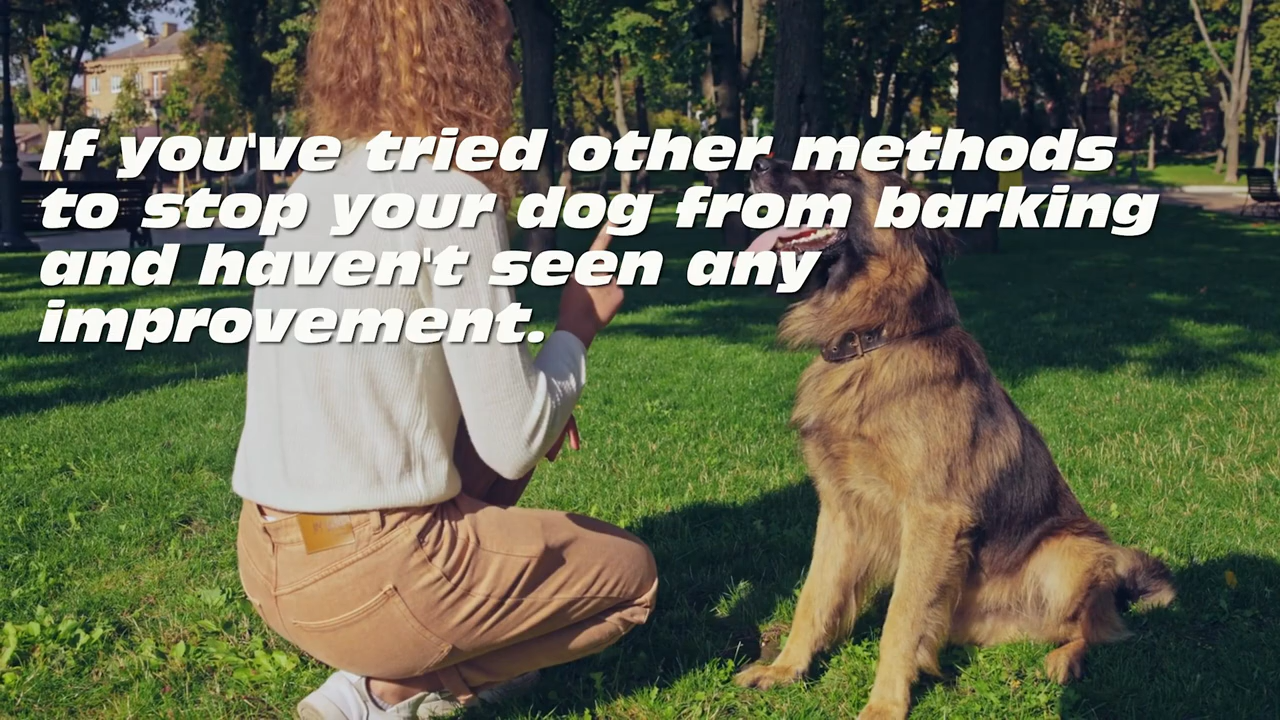 If you've tried other methods
to stop your dog from barking
and haven't seen any
improvement.